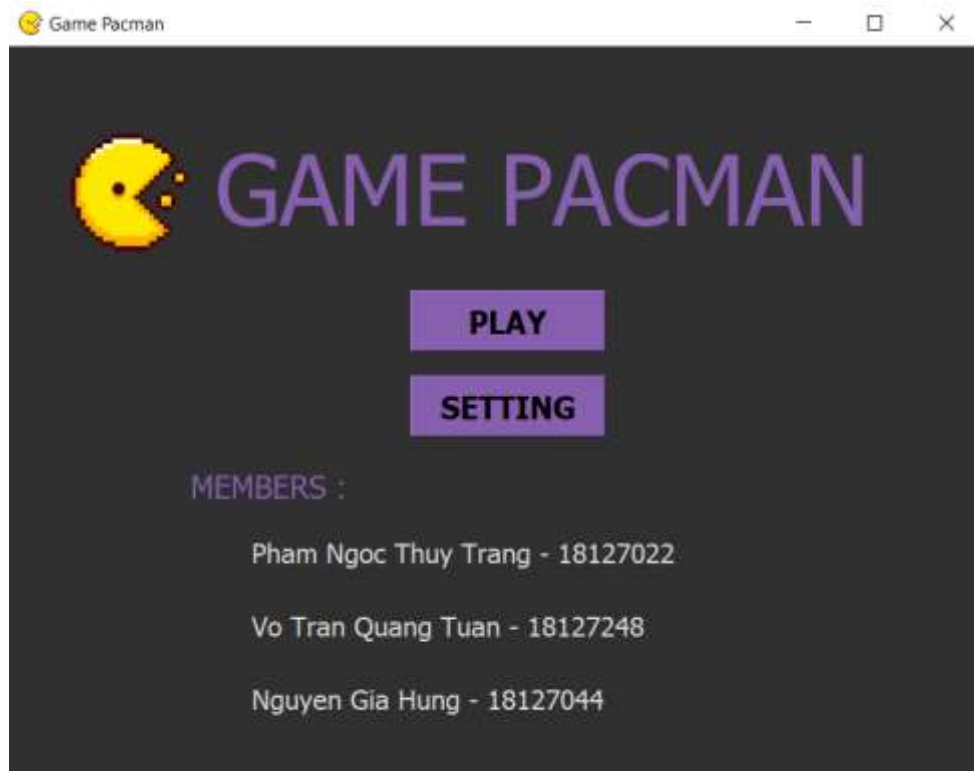 Game Pacman
GAME PACMAN
PLAY
SETTING
MEMBERS :
Pham Ngoc Thuy Trang - 18127022
Vo Tran Quang Tuan - 18127248
Nguyen Gia Hung - 18127044